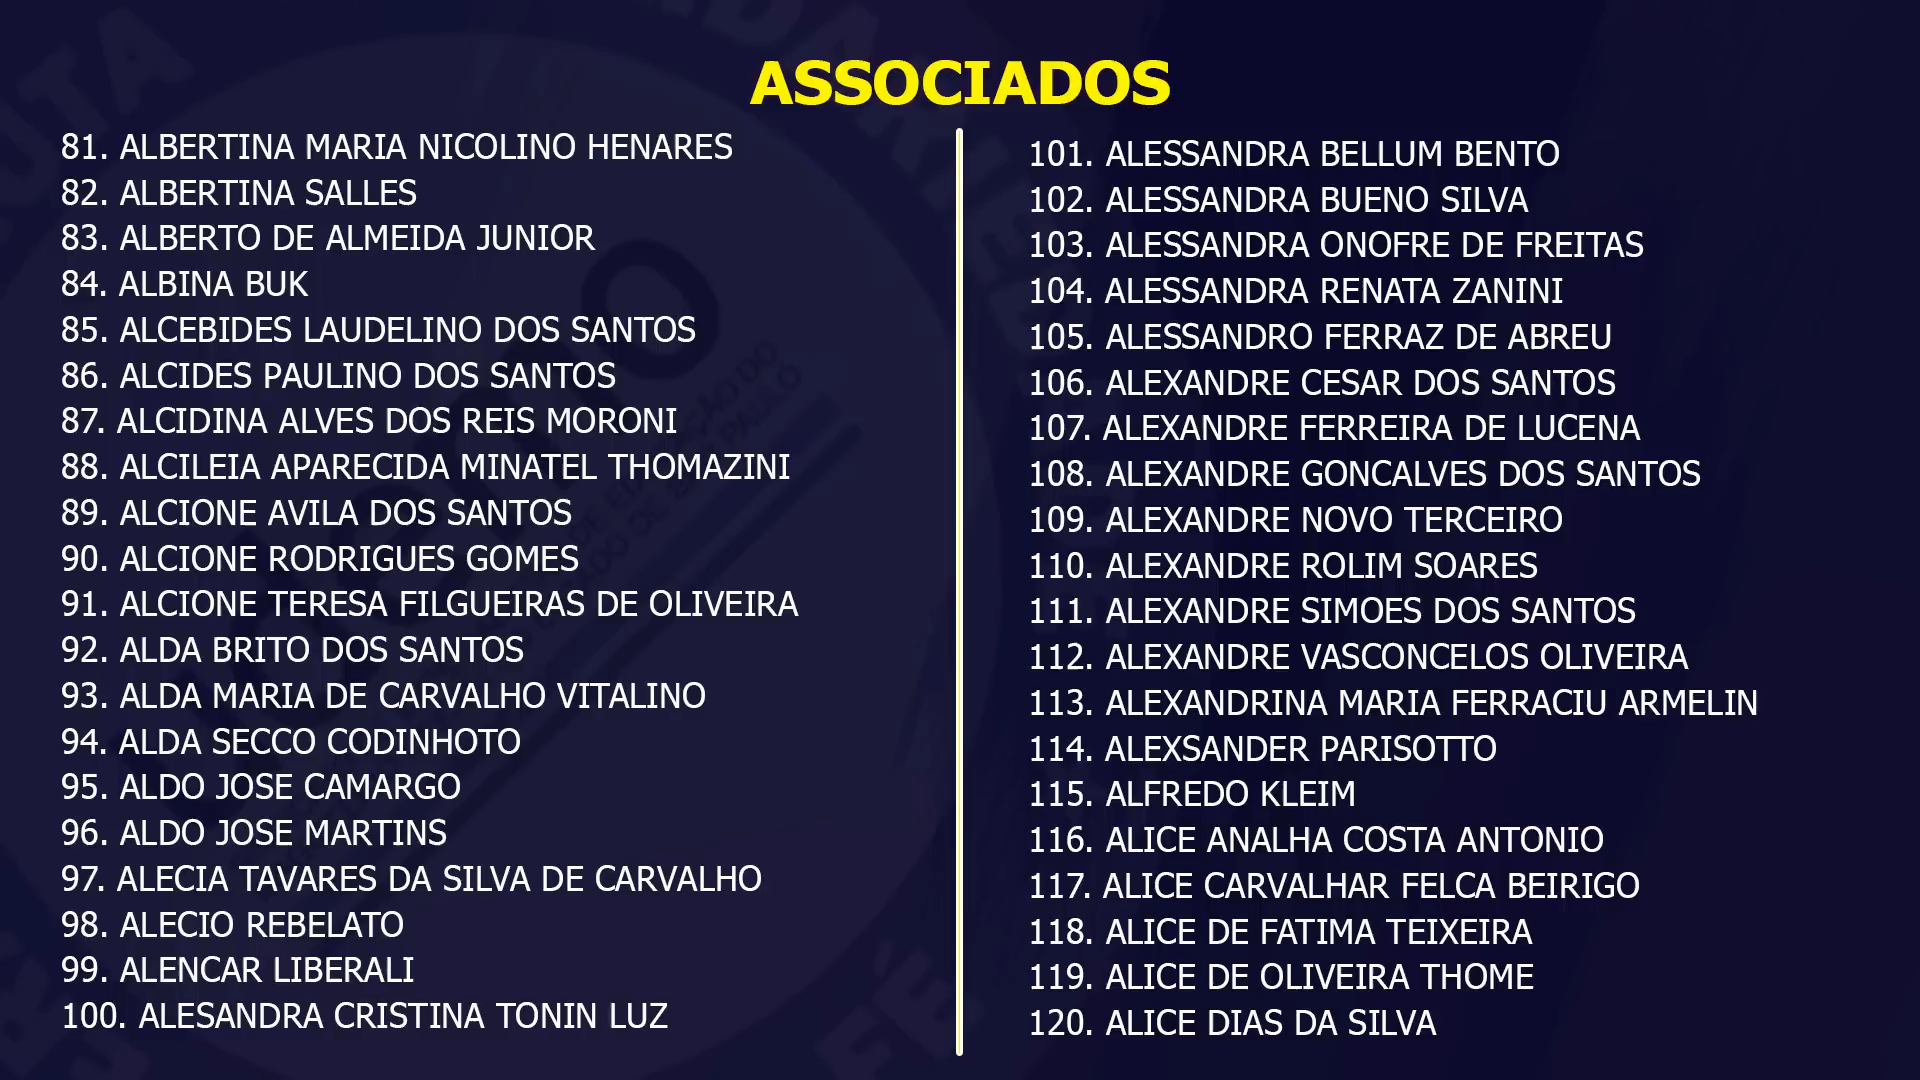 ASSOCIADOS
81. ALBERTINA MARIA NICOLINO HENARES
82. ALBERTINA SALLES
83. ALBERTO DE ALMEIDA JUNIOR
84. ALBINA BUK
85. ALCEBIDES LAUDELINO DOS SANTOS
86. ALCIDES PAULINO DOS SANTOS
87. ALCIDINA ALVES DOS REIS MORONI
88. ALCILEIA APARECIDA MINATEL THOMAZINI
89. ALCIONE AVILA DOS SANTOS
90. ALCIONE RODRIGUES GOMES
91. ALCIONE TERESA FILGUEIRAS DE OLIVEIRA
92. ALDA BRITO DOS SANTOS
93. ALDA MARIA DE CARVALHO VITALINO
94. ALDA SECCO CODINHOTO
95. ALDO JOSE CAMARGO
96. ALDO JOSE MARTINS
97. ALECIA TAVARES DA SILVA DE CARVALHO
98. ALECIO REBELATO
99. ALENCAR LIBERALI
100. ALESANDRA CRISTINA TONIN LUZ
101. ALESSANDRA BELLUM BENTO
102. ALESSANDRA BUENO SILVA
103. ALESSANDRA ONOFRE DE FREITAS
104. ALESSANDRA RENATA ZANINI
105. ALESSANDRO FERRAZ DE ABREU
106. ALEXANDRE CESAR DOS SANTOS
107. ALEXANDRE FERREIRA DE LUCENA
108. ALEXANDRE GONCALVES DOS SANTOS
109. ALEXANDRE NOVO TERCEIRO
110. ALEXANDRE ROLIM SOARES
111. ALEXANDRE SIMOES DOS SANTOS
112. ALEXANDRE VASCONCELOS OLIVEIRA
113. ALEXANDRINA MARIA FERRACIU ARMELIN
114. ALEXSANDER PARISOTTO
115. ALFREDO KLEIM
116. ALICE ANALHA COSTA ANTONIO
117. ALICE CARVALHAR FELCA BEIRIGO
118. ALICE DE FATIMA TEIXEIRA
119. ALICE DE OLIVEIRA THOME
120. ALICE DIAS DA SILVA